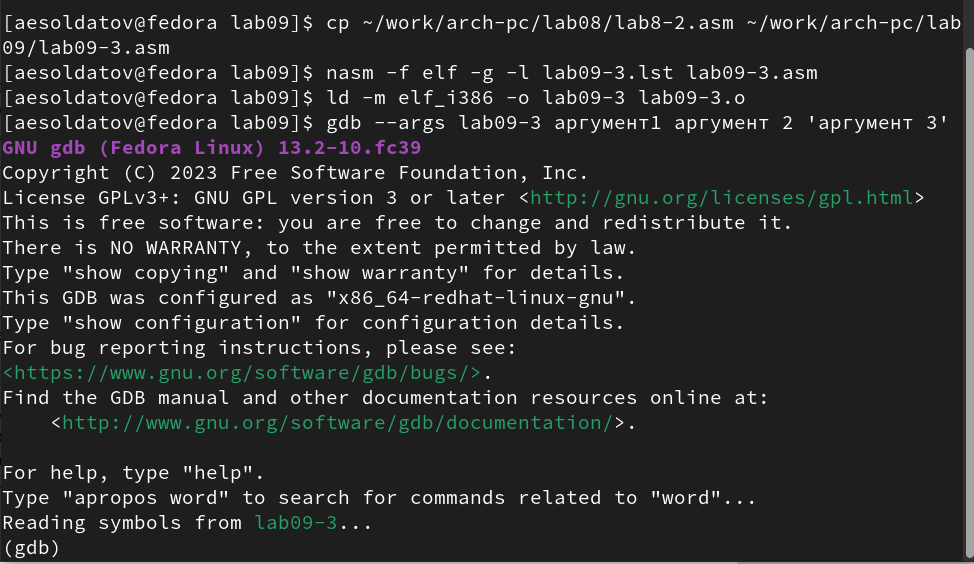 [aesoldatov@fedora lab09]$ cp ~/work/arch-pc/lab08/lab8-2.asm ~/work/arch-pc/lab
09/lab09-3.asm
[aesoldatov@fedora lab09]$ nasm -f elf -g -l lab09-3.lst lab09-3.asm
[aesoldatov@fedora lab09]$ ld -m elf_i386 -o lab09-3 lab09-3.o
[aesoldatov@fedora lab09]$ gdb --args lab09-3 аргумент1 аргумент 2 'аргумент 3'
GNU gdb (Fedora Linux) 13.2-10.fc39
Copyright (C) 2023 Free Software Foundation, Inc.
License GPLv3+: GNU GPL version 3 or later <http://gnu.org/licenses/gpl.html>
This is free software: you are free to change and redistribute it.
There is NO WARRANTY, to the extent permitted by law.
Type "show copying" and "show warranty" for details.
This GDB was configured as "x86_64-redhat-linux-gnu".
Type "show configuration" for configuration details.
For bug reporting instructions, please see:
<https://www.gnu.org/software/gdb/bugs/>.
Find the GDB manual and other documentation resources online at:
    <http://www.gnu.org/software/gdb/documentation/>.

For help, type "help".
Type "apropos word" to search for commands related to "word"...
Reading symbols from lab09-3...
(gdb)